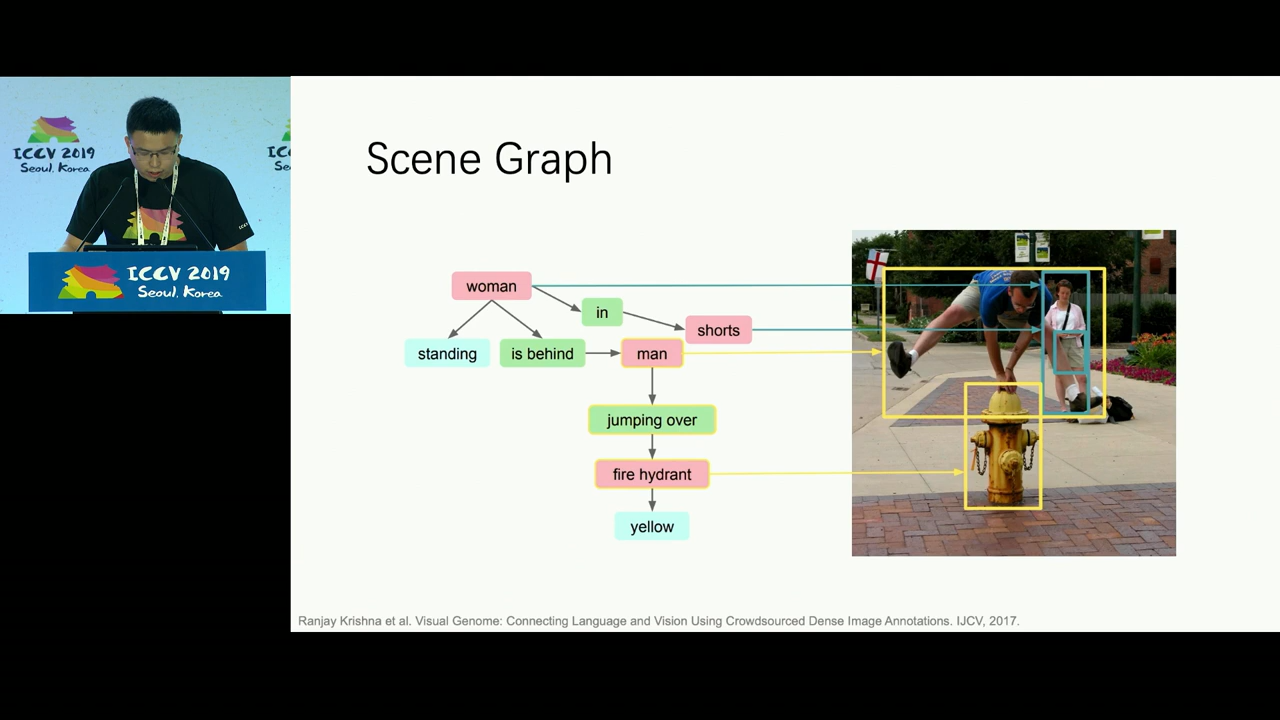 ICCV 2019
Seoul, Korea
ICCV 2019
Seoul, Korea
Scene Graph
woman
in
shorts
standing
is behind
man
jumping over
fire hydrant
yellow
Ranjay Krishna et al. Visual Genome: Connecting Language and Vision Using Crowdsourced Dense Image Annotations. IJCV, 2017.